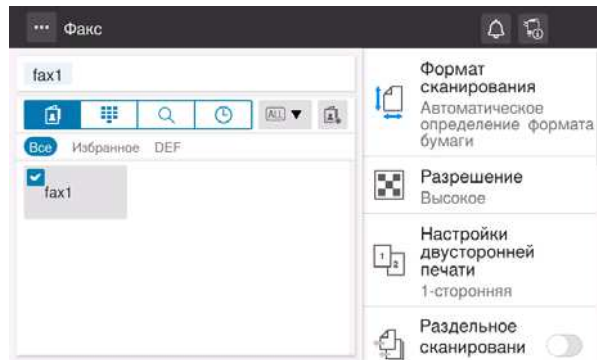 Факс
fax1
ALL
Все Избранное DEF
fax1
Формат
сканирования
Автоматическое
определение формата
бумаги
Разрешение
Высокое
Настройки
двусторонней
печати
1-сторонняя
Раздельное
сканировани